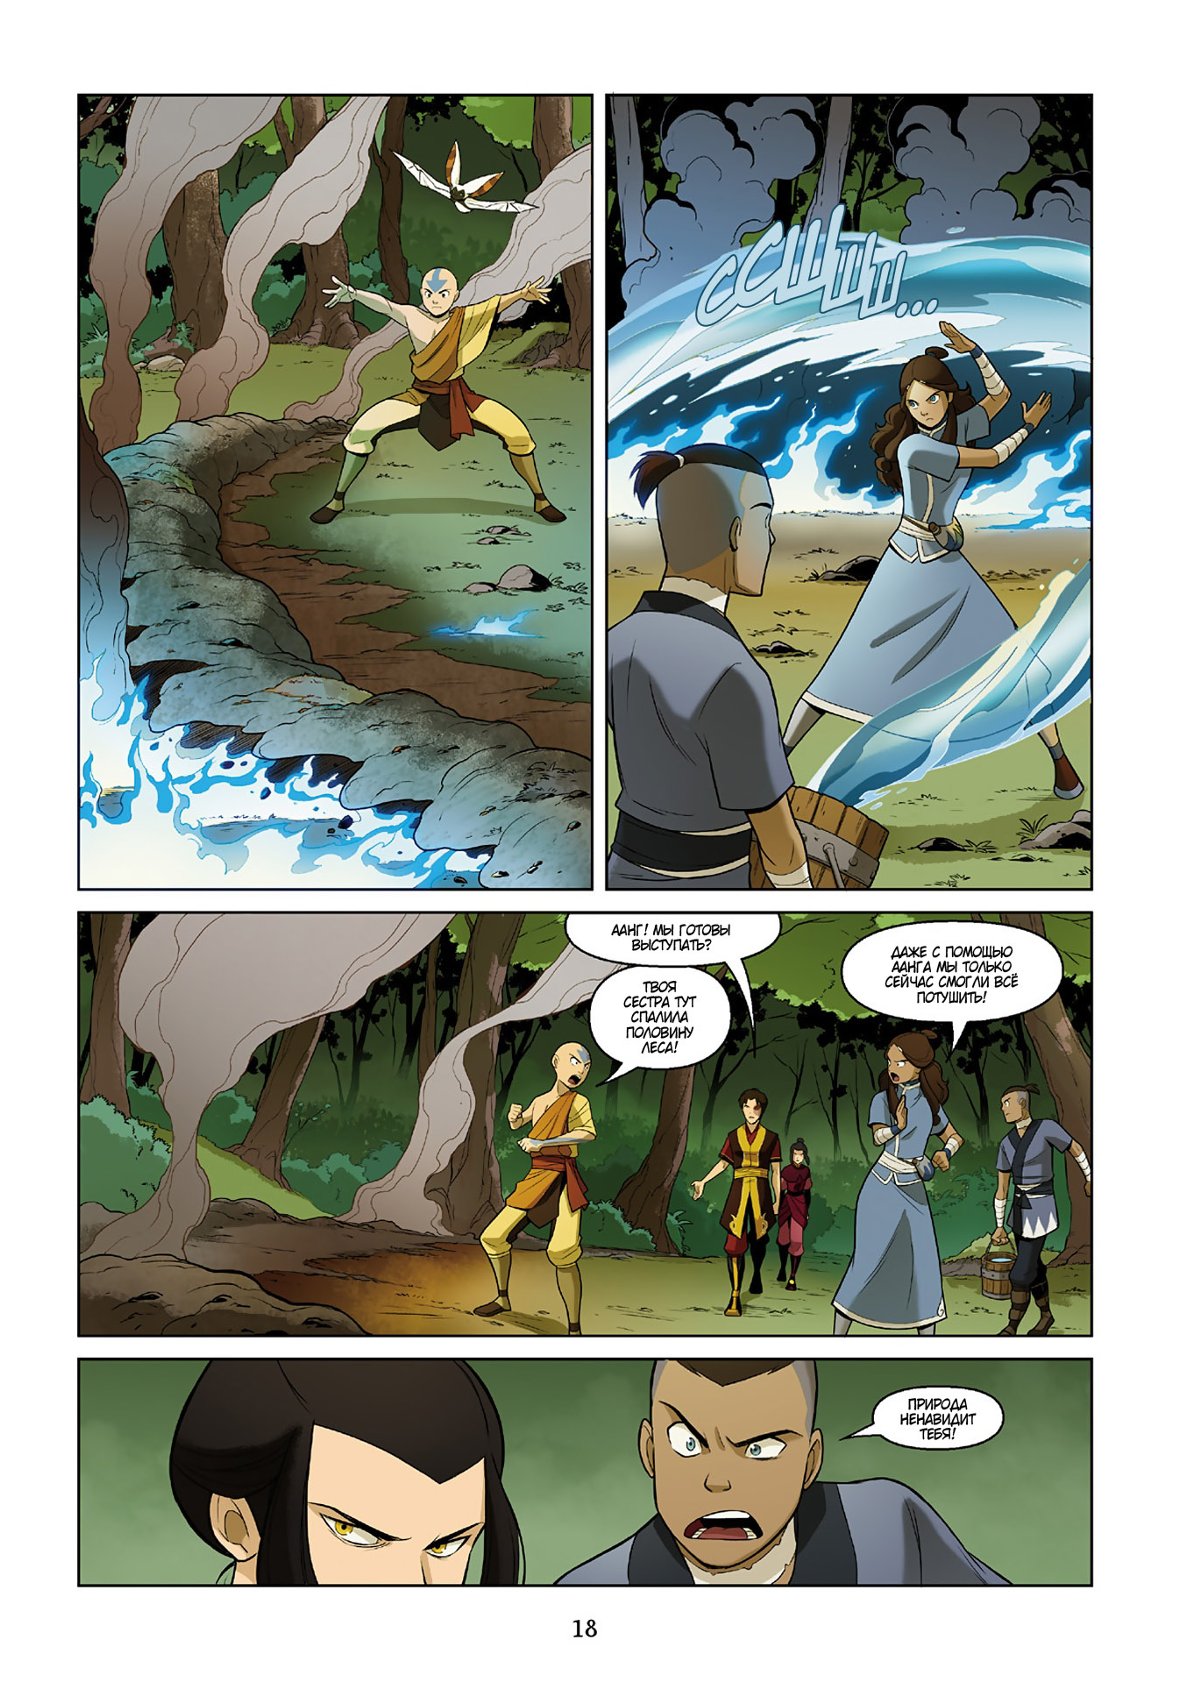 ССШШШ...
ААНГ! МЫ ГОТОВЫ
ВЫСТУПАТЬ?
ТВОЯ
СЕСТРА ТУТ
СПАЛИЛА
ПОЛОВИНУ
ЛЕСА!
ДАЖЕ С ПОМОЩЬЮ
ААНГА МЫ ТОЛЬКО
СЕЙЧАС СМОГЛИ ВСЁ
ПОТУШИТЬ!
ПРИРОДА
НЕНАВИДИТ
ТЕБЯ!
18